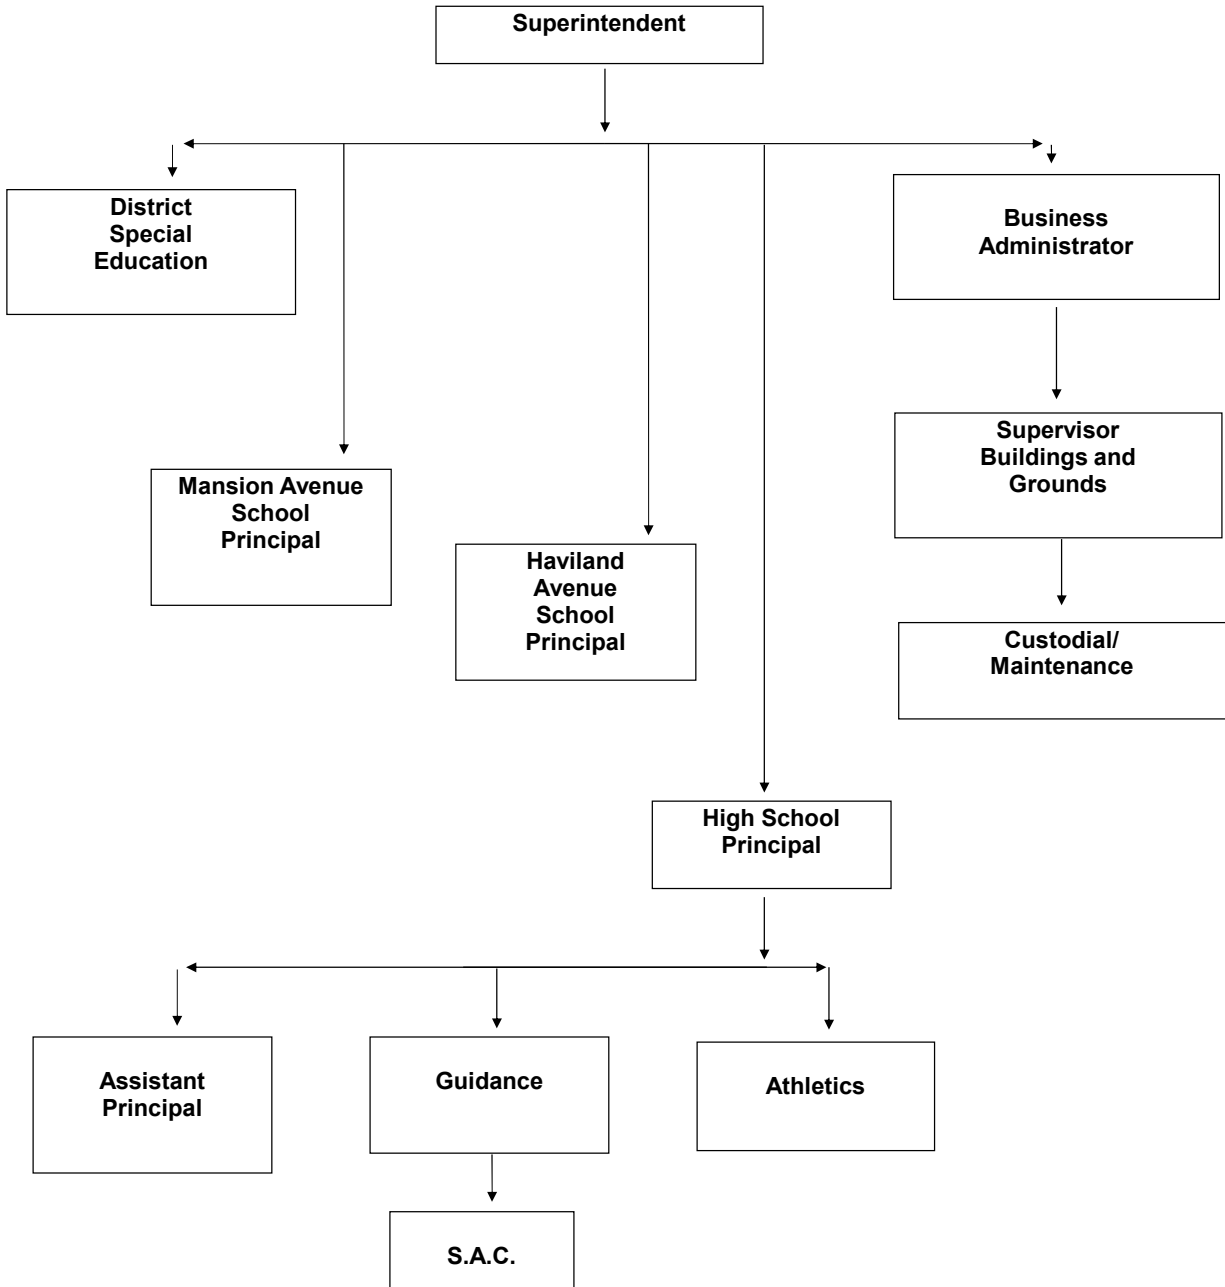 Superintendent
District
Special
Education
Business
Administrator
Supervisor
Buildings and
Grounds
Mansion Avenue
School
Principal
Haviland
Avenue
School
Principal
Custodial/
Maintenance
High School
Principal
Assistant
Principal
Guidance
Athletics
S.A.C.